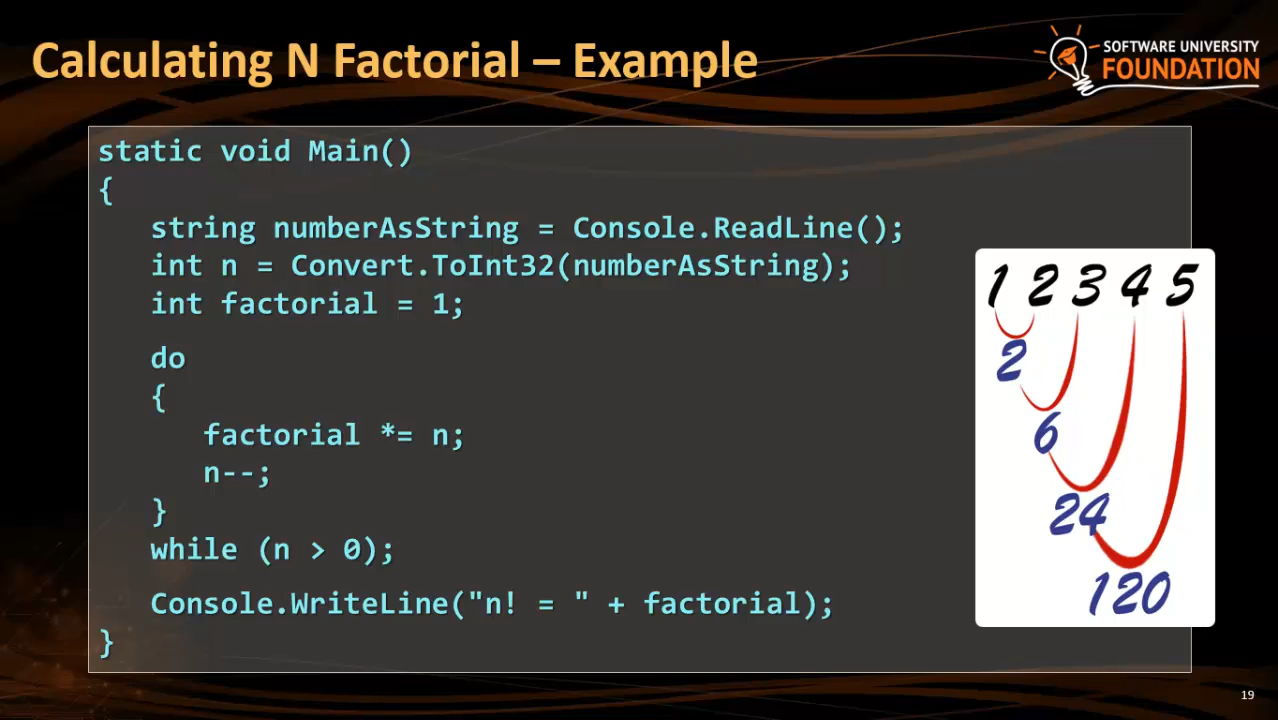 Calculating N Factorial – Example
SOFTWARE UNIVERSITY
FOUNDATION
static void Main()
{
string numberAsString = Console.ReadLine();
int n = Convert.ToInt32(numberAsString);
int factorial = 1;
do
{
factorial *= n;
n--;
}
while (n > 0);
Console.WriteLine("n! = " + factorial);
}
1 2 3 4 5
2
6
24
120
19